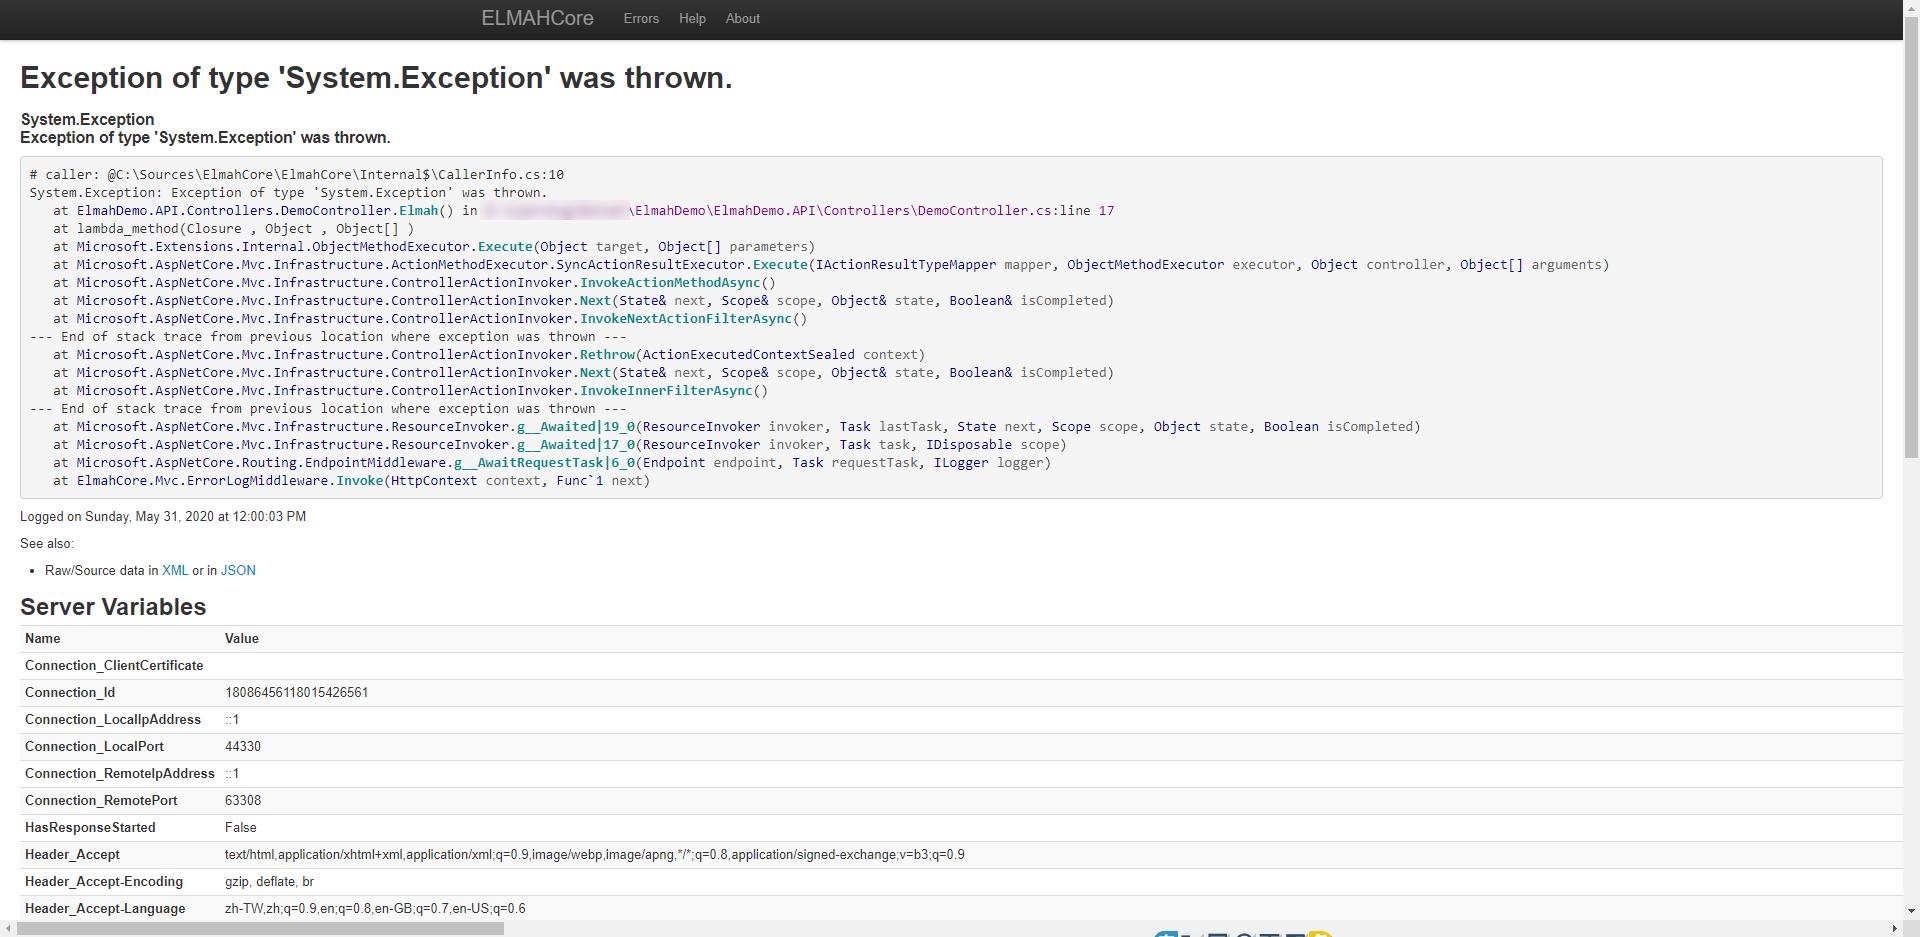 ELMAHCore Errors Help About
Exception of type 'System.Exception' was thrown.
System.Exception
Exception of type 'System.Exception' was thrown.
# caller: @C:\Sources\ElmahCore\ElmahCore\Internal$\CallerInfo.cs:10
System.Exception: Exception of type 'System.Exception' was thrown.
at ElmahDemo.API.Controllers.DemoController.Elmah() in \ElmahDemo\ElmahDemo.API\Controllers\DemoController.cs:line 17
at lambda_method(Closure , Object , Object[] )
at Microsoft.Extensions.Internal.ObjectMethodExecutor.Execute(Object target, Object[] parameters)
at Microsoft.AspNetCore.Mvc.Infrastructure.ActionMethodExecutor.SyncActionResultExecutor.Execute(IActionResultTypeMapper mapper, ObjectMethodExecutor executor, Object controller, Object[] arguments)
at Microsoft.AspNetCore.Mvc.Infrastructure.ControllerActionInvoker.InvokeActionMethodAsync()
at Microsoft.AspNetCore.Mvc.Infrastructure.ControllerActionInvoker.Next(State& next, Scope& scope, Object& state, Boolean& isCompleted)
at Microsoft.AspNetCore.Mvc.Infrastructure.ControllerActionInvoker.InvokeNextActionFilterAsync()
--- End of stack trace from previous location where exception was thrown ---
at Microsoft.AspNetCore.Mvc.Infrastructure.ControllerActionInvoker.Rethrow(ActionExecutedContextSealed context)
at Microsoft.AspNetCore.Mvc.Infrastructure.ControllerActionInvoker.Next(State& next, Scope& scope, Object& state, Boolean& isCompleted)
at Microsoft.AspNetCore.Mvc.Infrastructure.ControllerActionInvoker.InvokeInnerFilterAsync()
--- End of stack trace from previous location where exception was thrown ---
at Microsoft.AspNetCore.Mvc.Infrastructure.ResourceInvoker.g__Awaited|19_0(ResourceInvoker invoker, Task lastTask, State next, Scope scope, Object state, Boolean isCompleted)
at Microsoft.AspNetCore.Mvc.Infrastructure.ResourceInvoker.g__Awaited|17_0(ResourceInvoker invoker, Task task, IDisposable scope)
at Microsoft.AspNetCore.Routing.EndpointMiddleware.g__AwaitRequestTask|6_0(Endpoint endpoint, Task requestTask, ILogger logger)
at ElmahCore.Mvc.ErrorLogMiddleware.Invoke(HttpContext context, Func`1 next)
Logged on Sunday, May 31, 2020 at 12:00:03 PM
See also:
• Raw/Source data in XML or in JSON
Server Variables
Name Value
Connection_ClientCertificate
Connection_Id 18086456118015426561
Connection_LocalIpAddress ::1
Connection_LocalPort 44330
Connection_RemoteIpAddress ::1
Connection_RemotePort 63308
HasResponseStarted False
Header_Accept text/html,application/xhtml+xml,application/xml;q=0.9,image/webp,image/apng,*/*;q=0.8,application/signed-exchange;v=b3;q=0.9
Header_Accept-Encoding gzip, deflate, br
Header_Accept-Language zh-TW,zh;q=0.9,en;q=0.8,en-GB;q=0.7,en-US;q=0.6